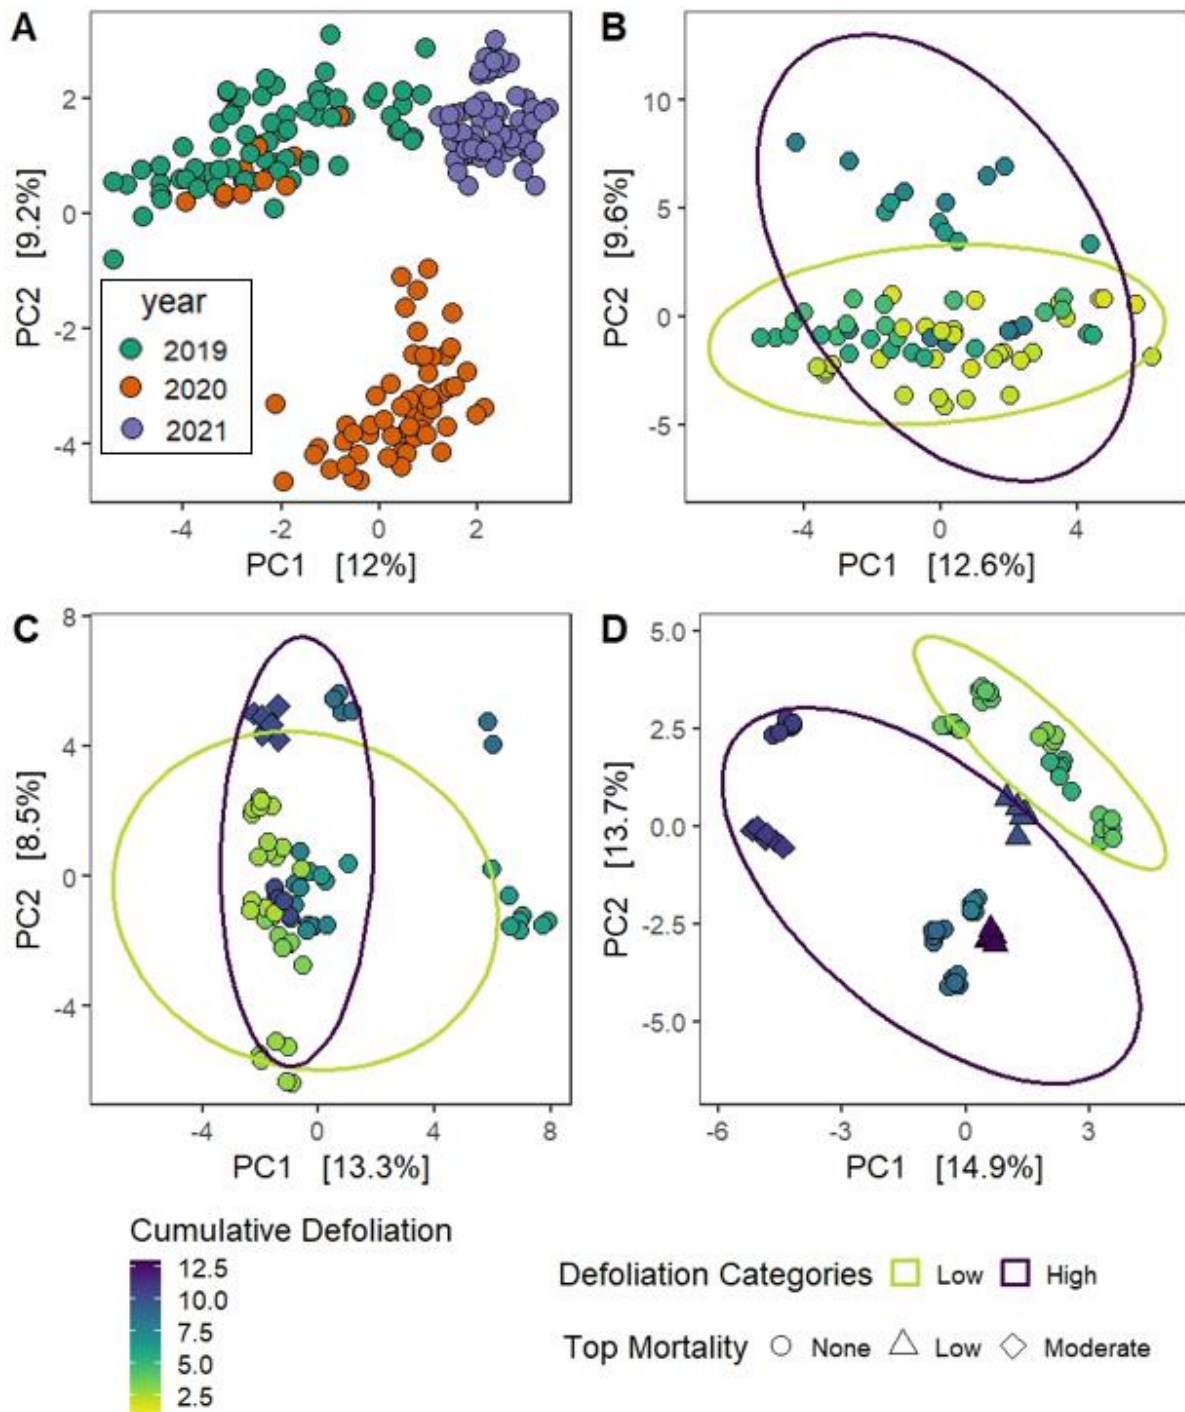 A
B
2
0
-2
-4
PC2 [9.2%]
year
2019
2020
2021
-4 -2 0 2
PC1 [12%]
10
5
0
-5
PC2 [9.6%]
-4 0 4
PC1 [12.6%]
C
D
8
4
0
-4
PC2 [8.5%]
-4 0 4 8
PC1 [13.3%]
5.0
2.5
0.0
-2.5
-5.0
PC2 [13.7%]
-6 -3 0 3
PC1 [14.9%]
Cumulative Defoliation
12.5
10.0
7.5
5.0
2.5
Defoliation Categories Low High
Top Mortality None Low Moderate